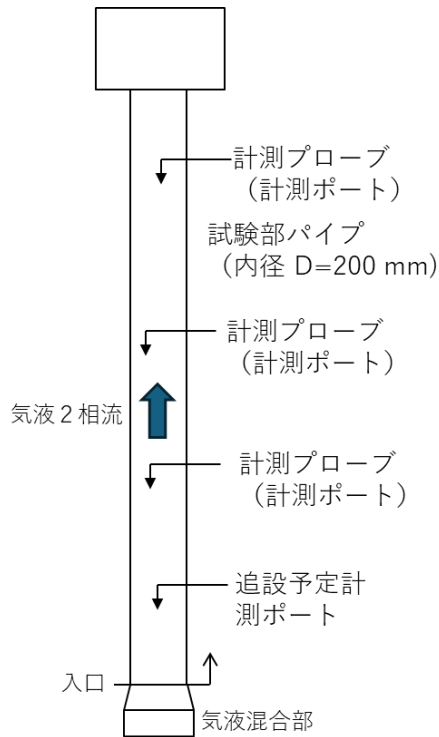 計測プローブ
（計測ポート）
試験部パイプ
（内径 D=200 mm）
計測プローブ
（計測ポート）
気液２相流
計測プローブ
（計測ポート）
追設予定計
測ポート
入口
気液混合部